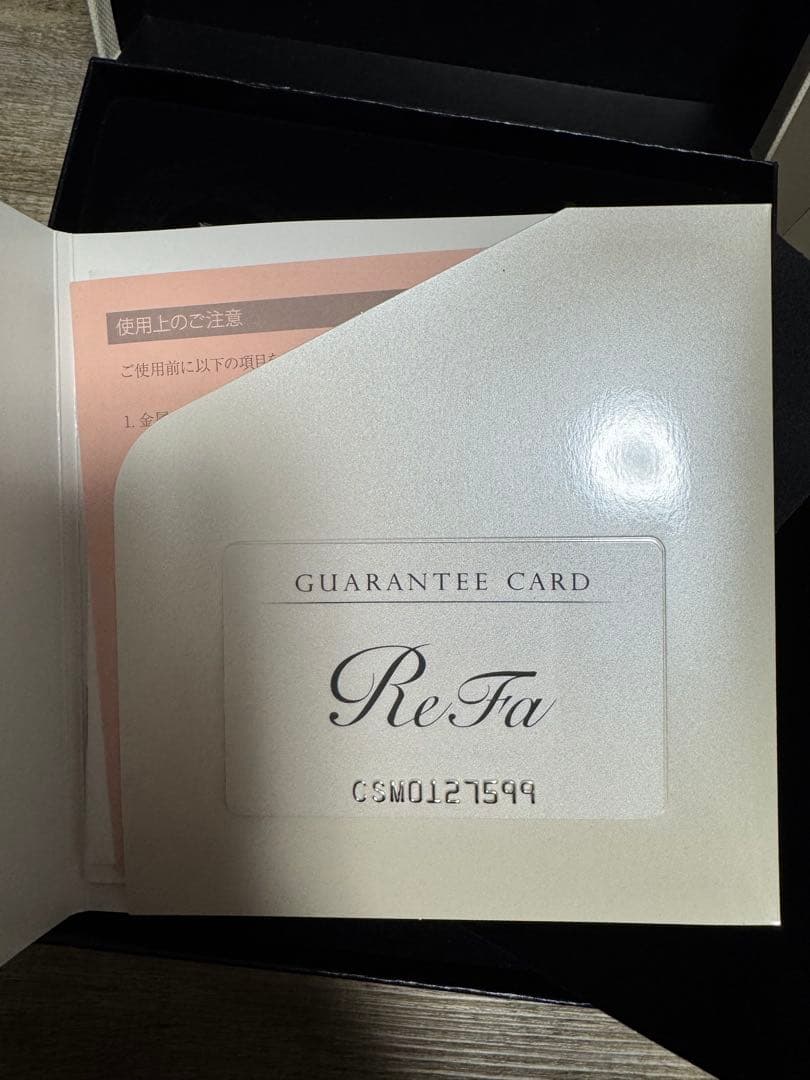 使用上のご注意
ご使用前に以下の項目を
1. 金属
GUARANTEE CARD
ReFa
CSM0127599